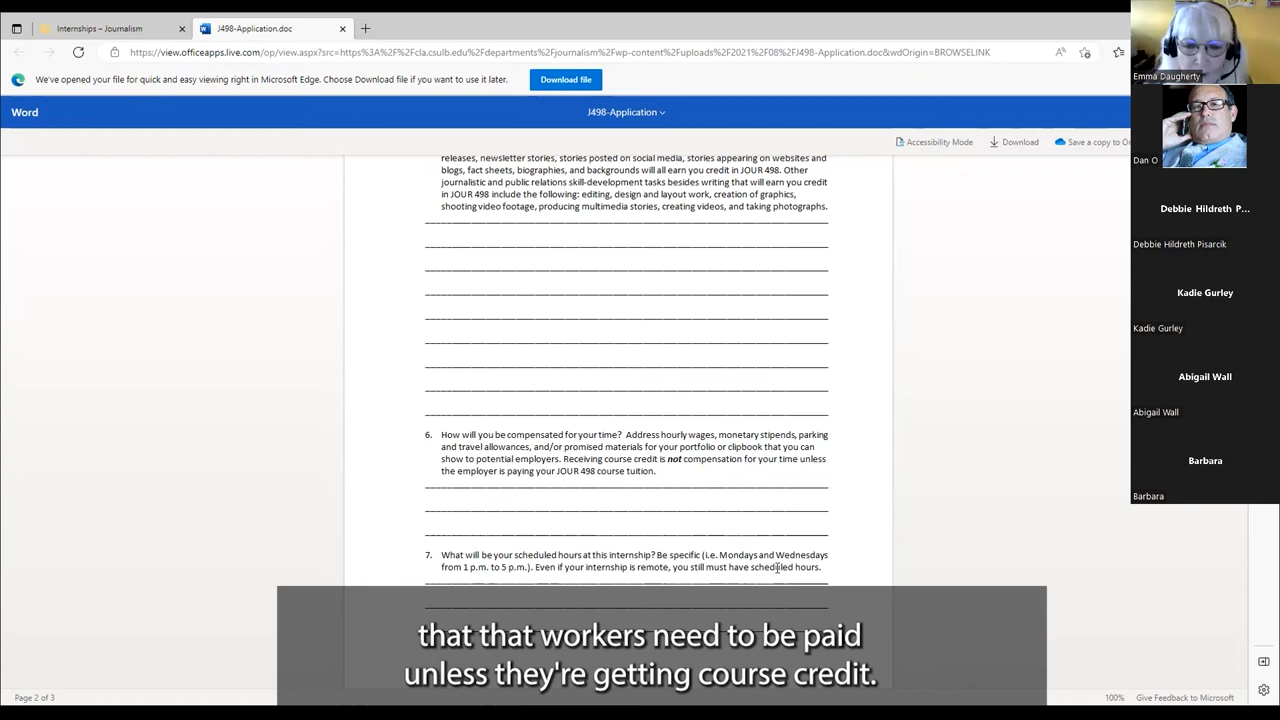 Internships – Journalism
J498-Application.doc
https://view.officeapps.live.com/op/view.aspx?src=https%3A%2F%2Fcla.csulb.edu%2Fdepartments%2Fjournalism%2Fwp-content%2Fuploads%2F2021%2F08%2FJ498-Application.doc&wdOrigin=BROWSELINK
We've opened your file for quick and easy viewing right in Microsoft Edge. Choose Download file if you want to use it later.
Download file
Word
J498-Application
Accessibility Mode
Download
Save a copy to On
releases, newsletter stories, stories posted on social media, stories appearing on websites and
blogs, fact sheets, biographies, and backgrounds will all earn you credit in JOUR 498. Other
journalistic and public relations skill-development tasks besides writing that will earn you credit
in JOUR 498 include the following: editing, design and layout work, creation of graphics,
shooting video footage, producing multimedia stories, creating videos, and taking photographs.
6. How will you be compensated for your time? Address hourly wages, monetary stipends, parking
and travel allowances, and/or promised materials for your portfolio or clipbook that you can
show to potential employers. Receiving course credit is not compensation for your time unless
the employer is paying your JOUR 498 course tuition.
7. What will be your scheduled hours at this internship? Be specific (i.e. Mondays and Wednesdays
from 1 p.m. to 5 p.m.). Even if your internship is remote, you still must have scheduled hours.
that that workers need to be paid
unless they're getting course credit.
Page 2 of 3
100%
Give Feedback to Microsoft
Emma Daugherty
Dan O
Debbie Hildreth P...
Debbie Hildreth Pisarcik
Kadie Gurley
Kadie Gurley
Abigail Wall
Abigail Wall
Barbara
Barbara